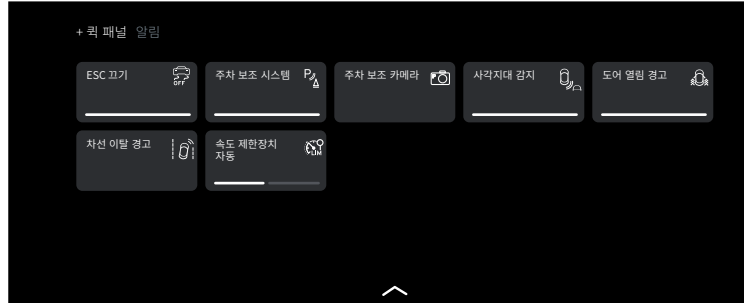 + 퀵 패널 알림
ESC 끄기
OFF
주차 보조 시스템
P
주차 보조 카메라
사각지대 감지
도어 열림 경고
차선 이탈 경고
속도 제한장치
자동
LIM